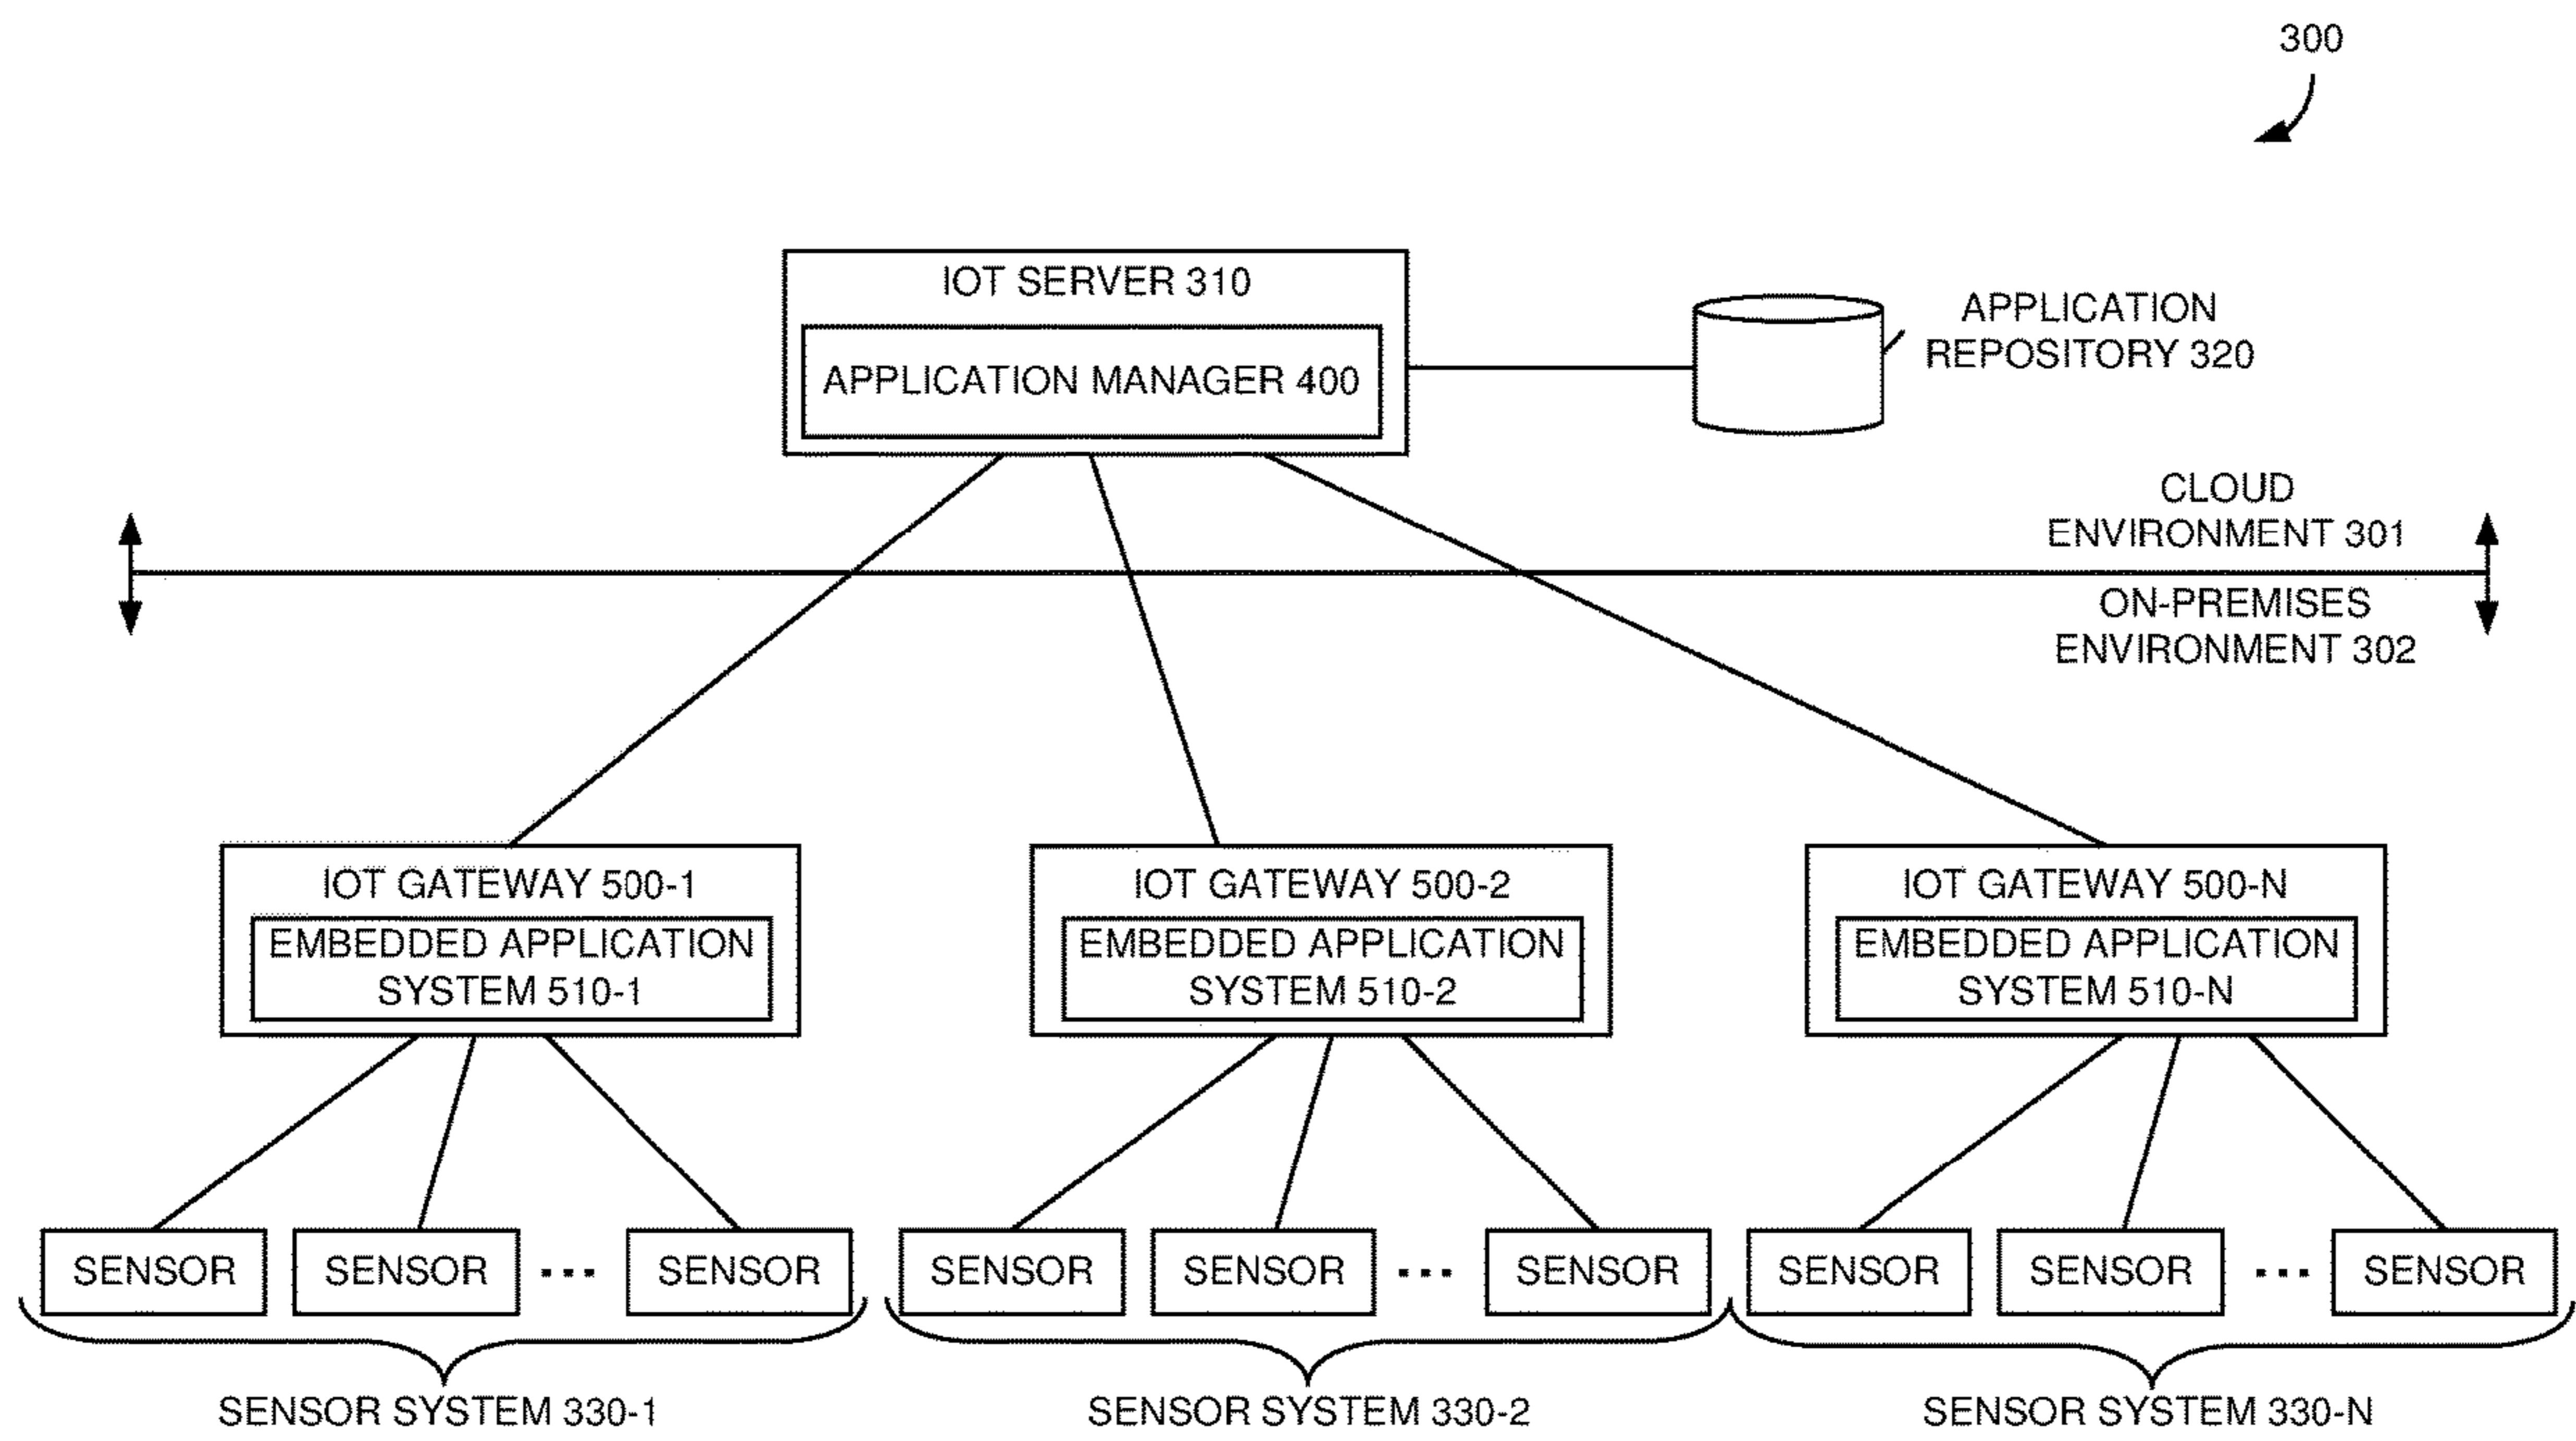 300
IOT SERVER 310
APPLICATION MANAGER 400
APPLICATION
REPOSITORY 320
CLOUD
ENVIRONMENT 301
ON-PREMISES
ENVIRONMENT 302
IOT GATEWAY 500-1
EMBEDDED APPLICATION
SYSTEM 510-1
IOT GATEWAY 500-2
EMBEDDED APPLICATION
SYSTEM 510-2
IOT GATEWAY 500-N
EMBEDDED APPLICATION
SYSTEM 510-N
SENSOR SENSOR ... SENSOR
SENSOR SENSOR ... SENSOR
SENSOR SENSOR ... SENSOR
SENSOR SYSTEM 330-1
SENSOR SYSTEM 330-2
SENSOR SYSTEM 330-N